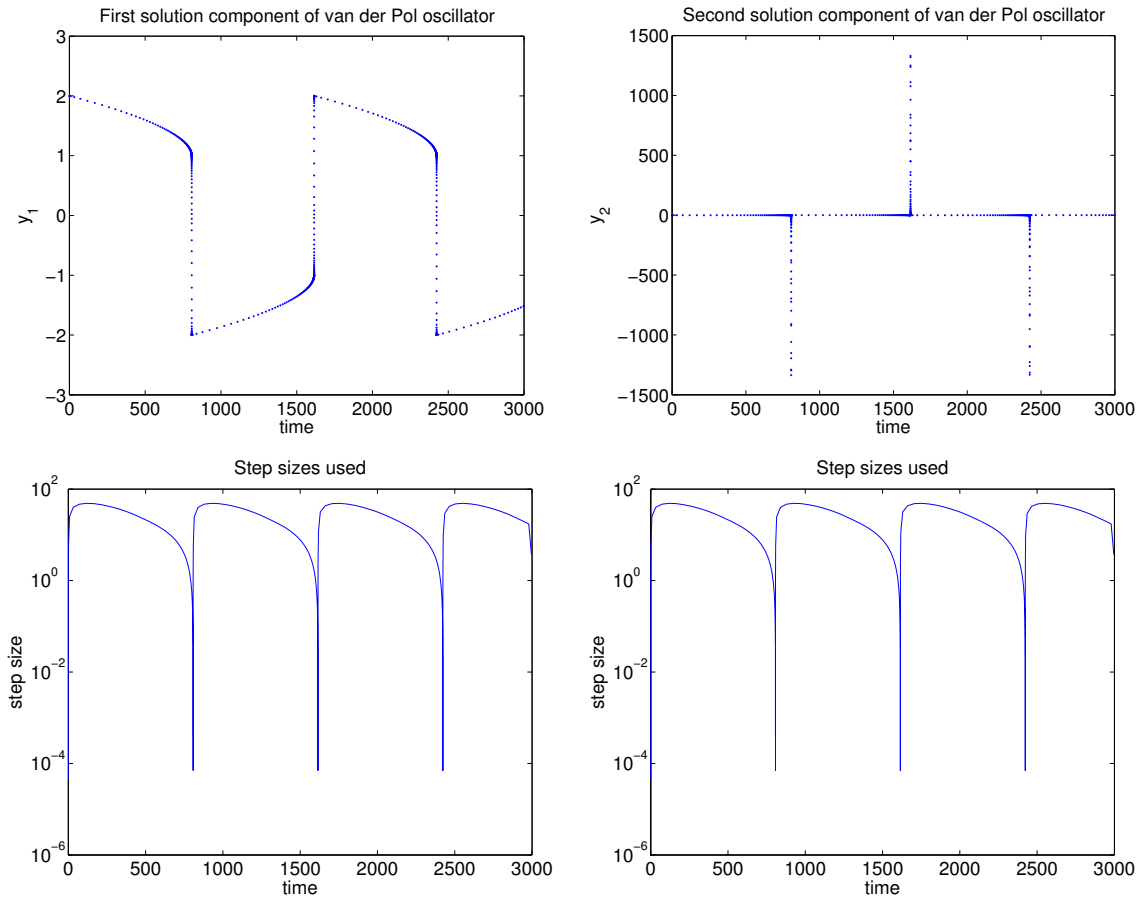 First solution component of van der Pol oscillator
3
2
1
0
−1
−2
−3
y1
0 500 1000 1500 2000 2500 3000
time
Second solution component of van der Pol oscillator
1500
1000
500
0
−500
−1000
−1500
y2
0 500 1000 1500 2000 2500 3000
time
Step sizes used
10^2
10^0
10^−2
10^−4
10^−6
step size
0 500 1000 1500 2000 2500 3000
time
Step sizes used
10^2
10^0
10^−2
10^−4
10^−6
step size
0 500 1000 1500 2000 2500 3000
time